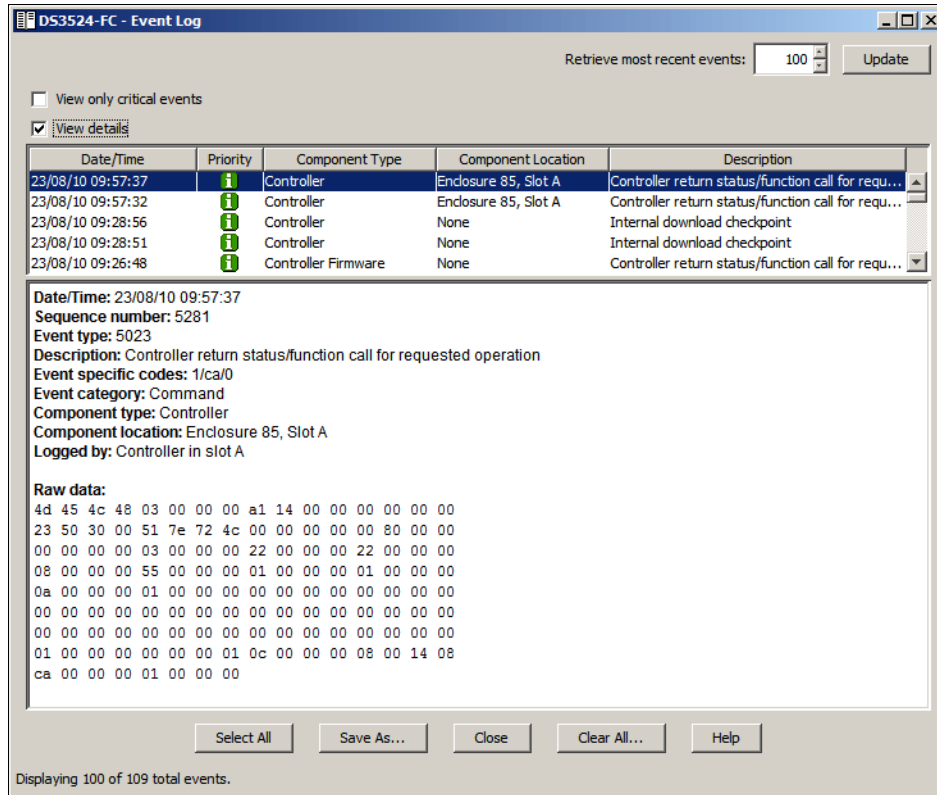 DS3524-FC - Event Log
Retrieve most recent events: 100 Update
View only critical events
View details
Date/Time Priority Component Type Component Location Description
23/08/10 09:57:37 i Controller Enclosure 85, Slot A Controller return status/function call for requ...
23/08/10 09:57:32 i Controller Enclosure 85, Slot A Controller return status/function call for requ...
23/08/10 09:28:56 i Controller None Internal download checkpoint
23/08/10 09:28:51 i Controller None Internal download checkpoint
23/08/10 09:26:48 i Controller Firmware None Controller return status/function call for requ...
Date/Time: 23/08/10 09:57:37
Sequence number: 5281
Event type: 5023
Description: Controller return status/function call for requested operation
Event specific codes: 1/ca/0
Event category: Command
Component type: Controller
Component location: Enclosure 85, Slot A
Logged by: Controller in slot A
Raw data:
4d 45 4c 48 03 00 00 00 a1 14 00 00 00 00 00 00
23 50 30 00 51 7e 72 4c 00 00 00 00 00 80 00 00
00 00 00 00 03 00 00 00 22 00 00 00 22 00 00 00
08 00 00 00 55 00 00 00 01 00 00 00 01 00 00 00
0a 00 00 00 01 00 00 00 00 00 00 00 00 00 00 00
00 00 00 00 00 00 00 00 00 00 00 00 00 00 00 00
00 00 00 00 00 00 00 00 00 00 00 00 00 00 00 00
01 00 00 00 00 00 00 01 0c 00 00 00 08 00 14 08
ca 00 00 00 01 00 00 00
Select All Save As... Close Clear All... Help
Displaying 100 of 109 total events.